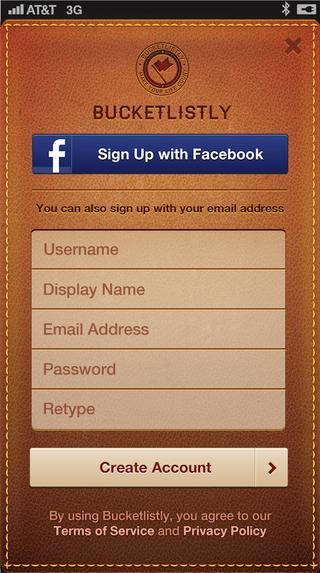 AT&T 3G
BUCKETLISTLY
BUCKETLISTLY
f Sign Up with Facebook
You can also sign up with your email address
Username
Display Name
Email Address
Password
Retype
Create Account
By using Bucketlistly, you agree to our
Terms of Service and Privacy Policy